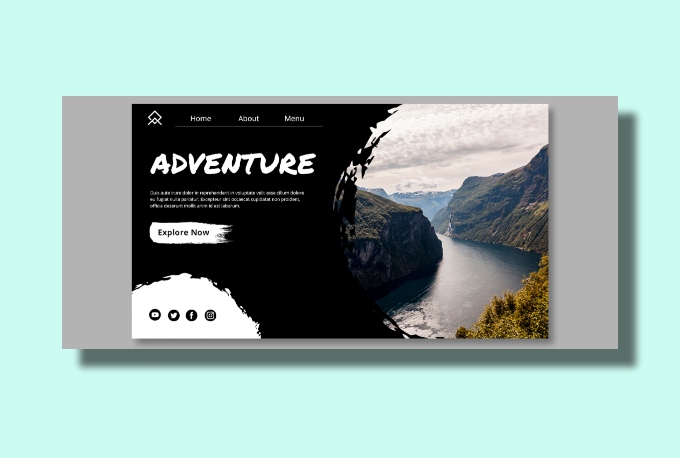 Home About Menu
ADVENTURE
Quis aute irure dolor in reprehenderit in voluptate velit esse cillum dolore
eu fugiat nulla pariatur. Excepteur sint occaecat cupidatat non proident,
officia deserunt mollit anim id est laborum.
Explore Now